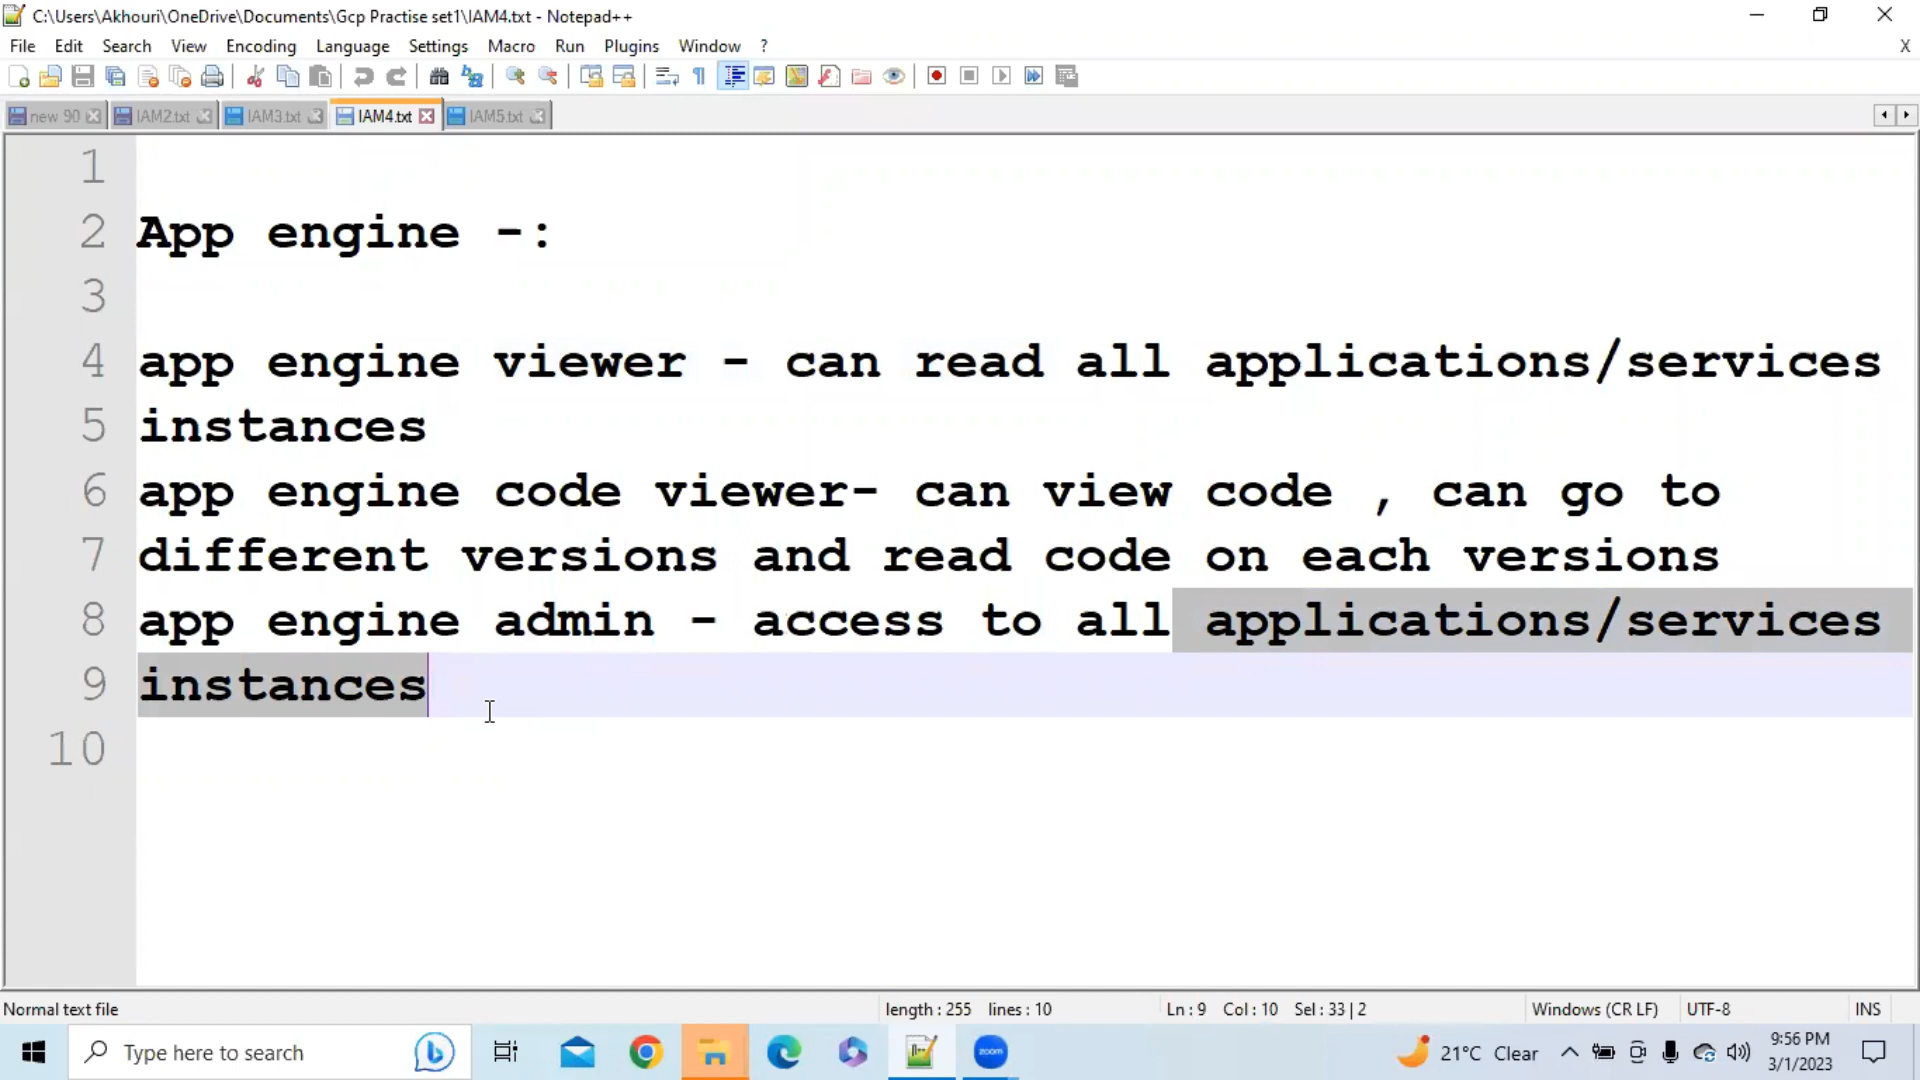 C:\Users\Akhouri\OneDrive\Documents\Gcp Practise set1\IAM4.txt - Notepad++
File Edit Search View Encoding Language Settings Macro Run Plugins Window ? X
new 90 IAM2.txt IAM3.txt IAM4.txt IAM5.txt
1
2 App engine -:
3
4 app engine viewer - can read all applications/services
5 instances
6 app engine code viewer- can view code , can go to
7 different versions and read code on each versions
8 app engine admin - access to all applications/services
9 instances
10
Normal text file length : 255 lines : 10 Ln : 9 Col : 10 Sel : 33 | 2 Windows (CR LF) UTF-8 INS
Type here to search zoom 21°C Clear 9:56 PM
3/1/2023